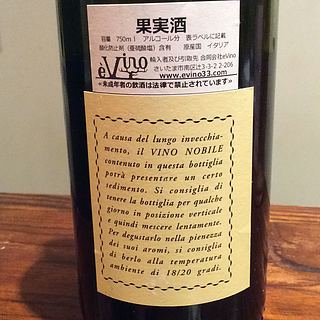 果実酒
容量 750ml アルコール分 表ラベルに記載
酸化防止剤（亜硫酸塩）含有 原産国 イタリア
eVino
輸入者及び引取先 合同会社eVino
さいたま市南区辻3-3-2 2-206
www.evino33.com
≪未成年者の飲酒は法律で禁止されています≫
A causa del lungo invecchia-
mento, il VINO NOBILE
contenuto in questa bottiglia
potrà presentare un certo
sedimento. Si consiglia di
tenere la bottiglia per qualche
giorno in posizione verticale
e quindi mescere lentamente.
Per degustarlo nella pienezza
dei suoi aromi, si consiglia
di berlo alla temperatura
ambiente di 18/20 gradi.